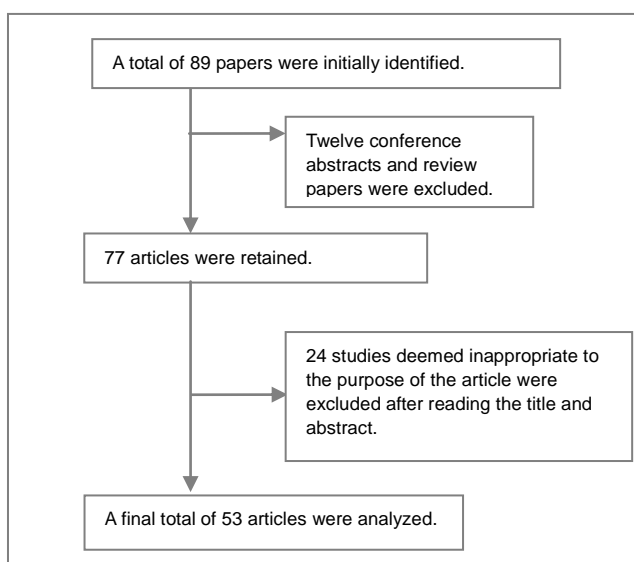 A total of 89 papers were initially identified.
Twelve conference
abstracts and review
papers were excluded.
77 articles were retained.
24 studies deemed inappropriate to
the purpose of the article were
excluded after reading the title and
abstract.
A final total of 53 articles were analyzed.